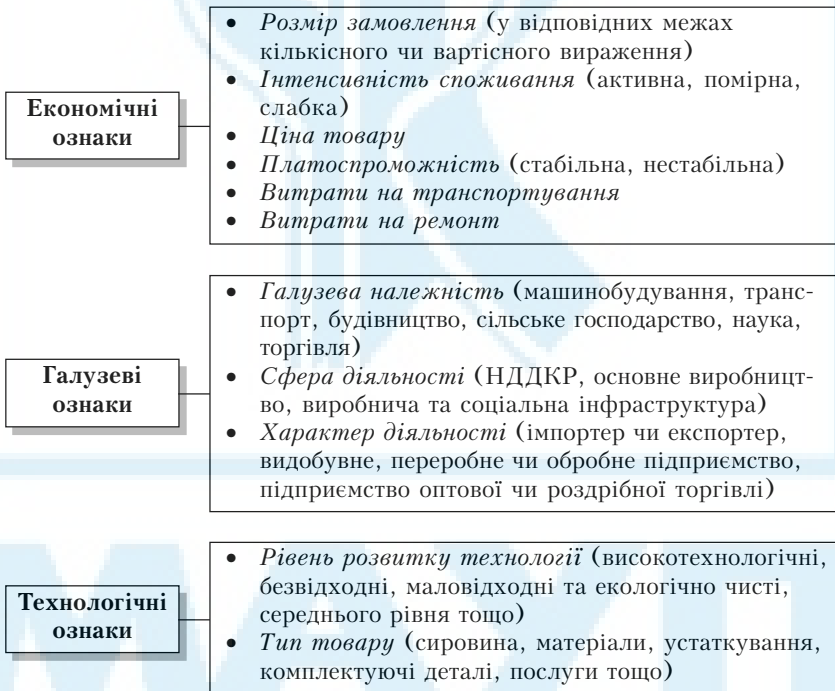 • Розмір замовлення (у відповідних межах
кількісного чи вартісного вираження)
• Інтенсивність споживання (активна, помірна,
слабка)
• Ціна товару
• Платоспроможність (стабільна, нестабільна)
• Витрати на транспортування
• Витрати на ремонт
Економічні
ознаки
• Галузева належність (машинобудування, транс-
порт, будівництво, сільське господарство, наука,
торгівля)
• Сфера діяльності (НДДКР, основне виробницт-
во, виробнича та соціальна інфраструктура)
• Характер діяльності (імпортер чи експортер,
видобувне, переробне чи обробне підприємство,
підприємство оптової чи роздрібної торгівлі)
Галузеві
ознаки
• Рівень розвитку технології (високотехнологічні,
безвідходні, маловідходні та екологічно чисті,
середнього рівня тощо)
• Тип товару (сировина, матеріали, устаткування,
комплектуючі деталі, послуги тощо)
Технологічні
ознаки
МАУП